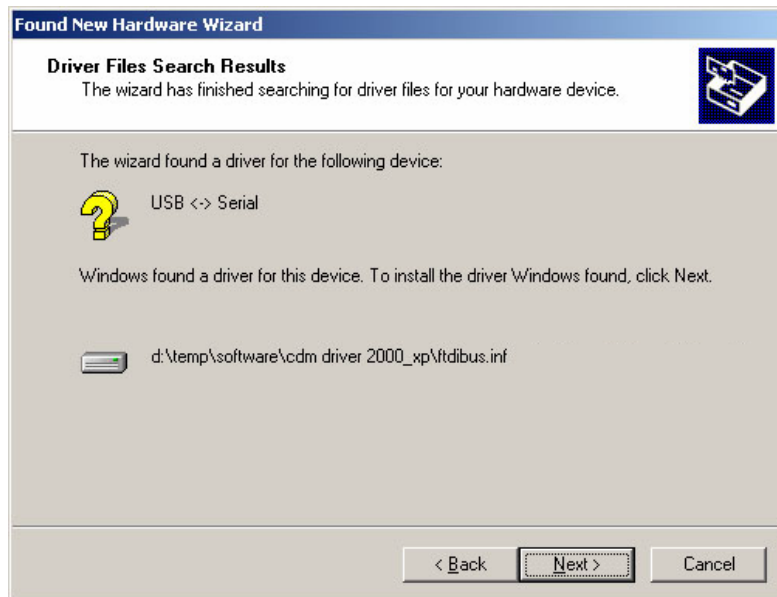 Found New Hardware Wizard
Driver Files Search Results
The wizard has finished searching for driver files for your hardware device.
The wizard found a driver for the following device:
USB <-> Serial
Windows found a driver for this device. To install the driver Windows found, click Next.
d:\temp\software\cdm driver 2000_xp\ftdibus.inf
< Back Next > Cancel